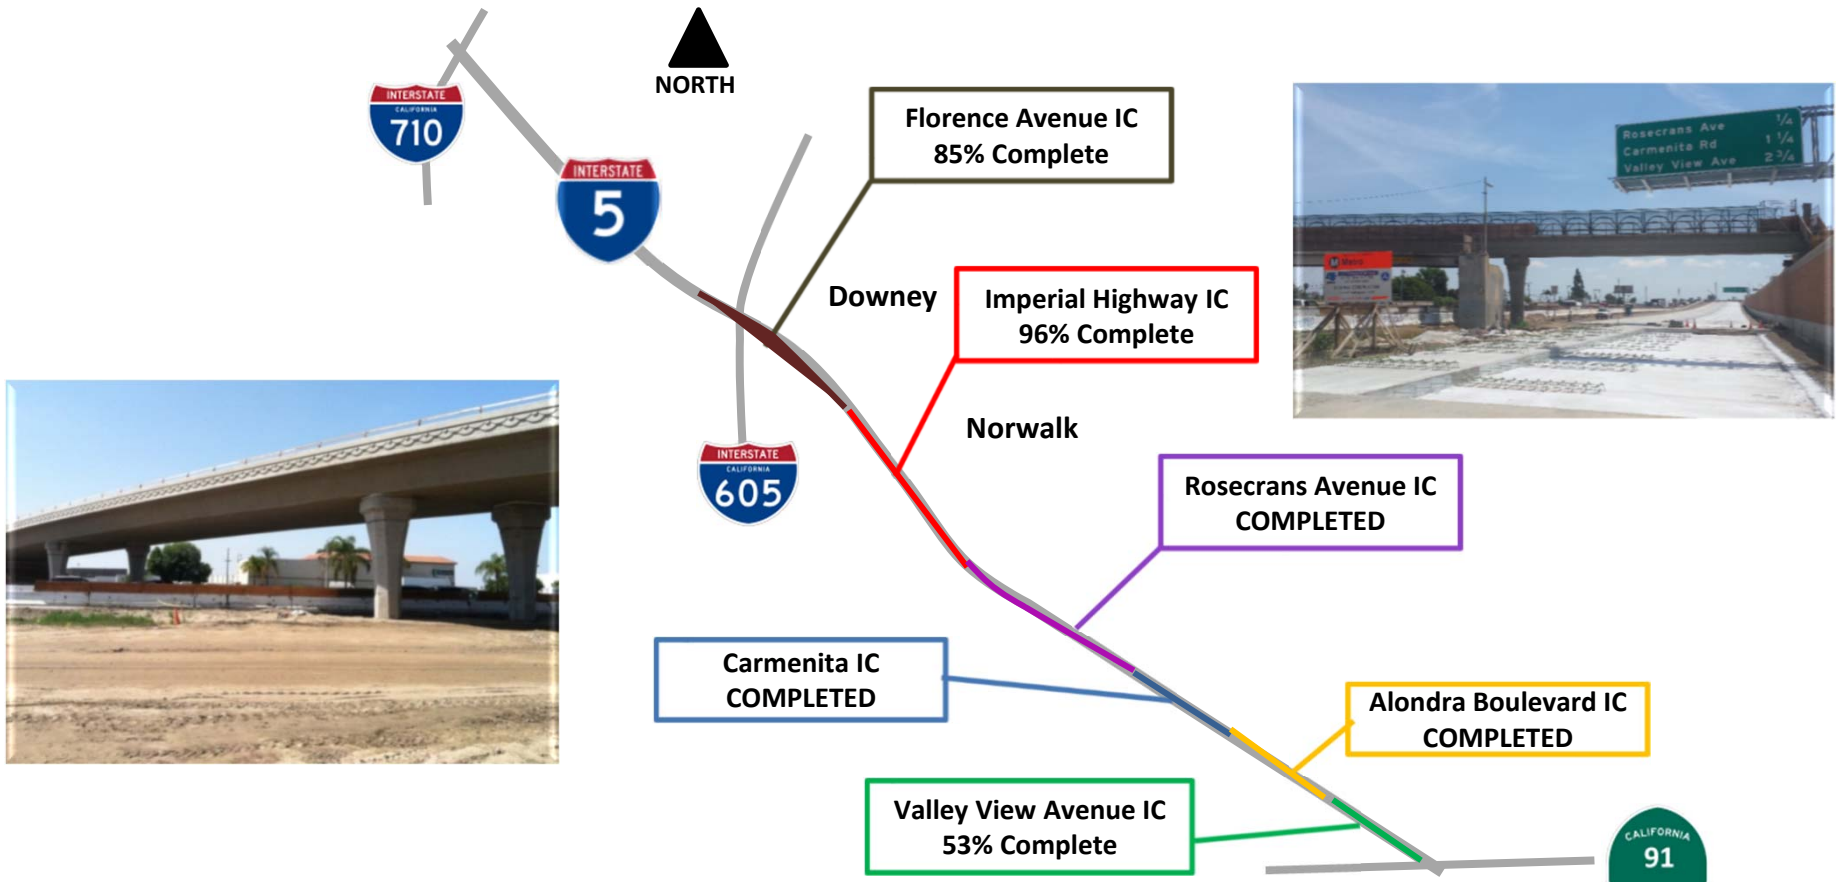 NORTH
INTERSTATE
CALIFORNIA
710
INTERSTATE
5
Florence Avenue IC
85% Complete
Rosecrans Ave 1/4
Carmenita Rd 1 1/4
Valley View Ave 2 3/4
Metro
Downey
Imperial Highway IC
96% Complete
Norwalk
INTERSTATE
CALIFORNIA
605
Rosecrans Avenue IC
COMPLETED
Carmenita IC
COMPLETED
Alondra Boulevard IC
COMPLETED
Valley View Avenue IC
53% Complete
CALIFORNIA
91